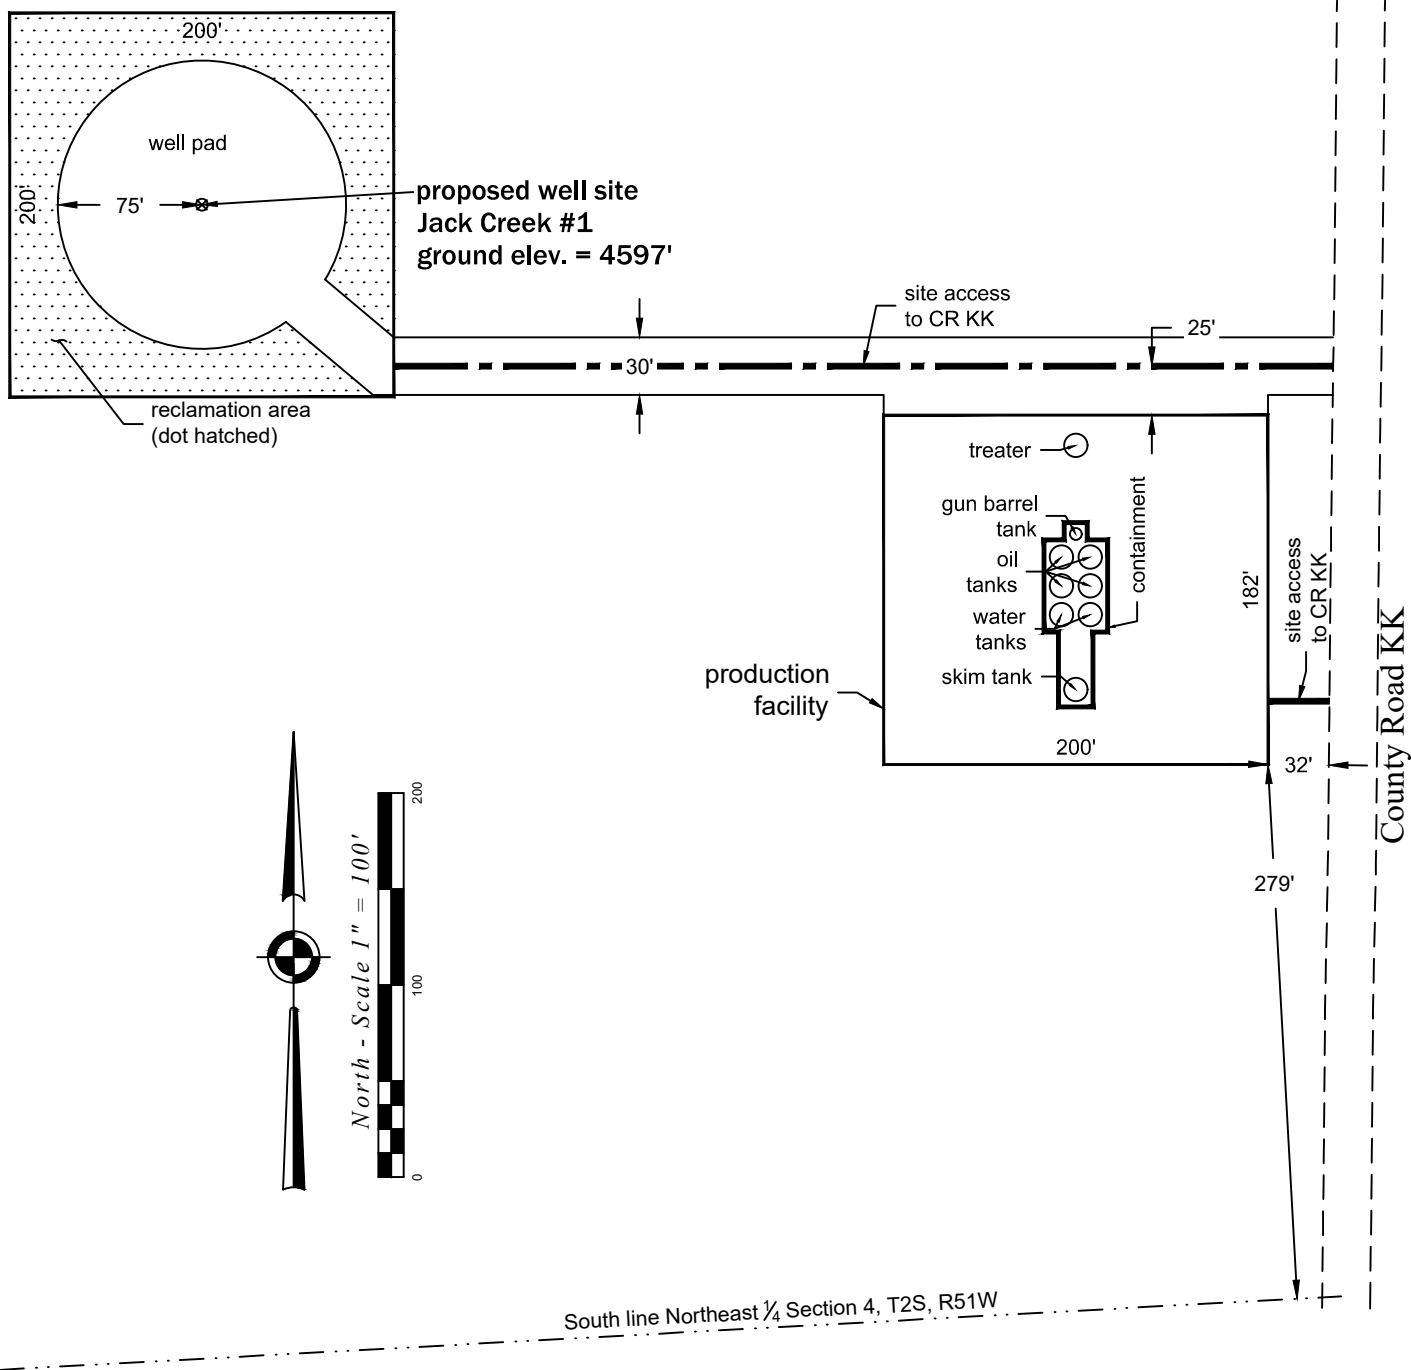 200'
well pad
200'
75'
proposed well site
Jack Creek #1
ground elev. = 4597'
site access
to CR KK
25'
30'
reclamation area
(dot hatched)
treater
gun barrel
tank
oil
tanks
water
tanks
skim tank
containment
182'
site access
to CR KK
production
facility
200'
32'
County Road KK
279'
North - Scale 1" = 100'
200
100
0
South line Northeast ¼ Section 4, T2S, R51W